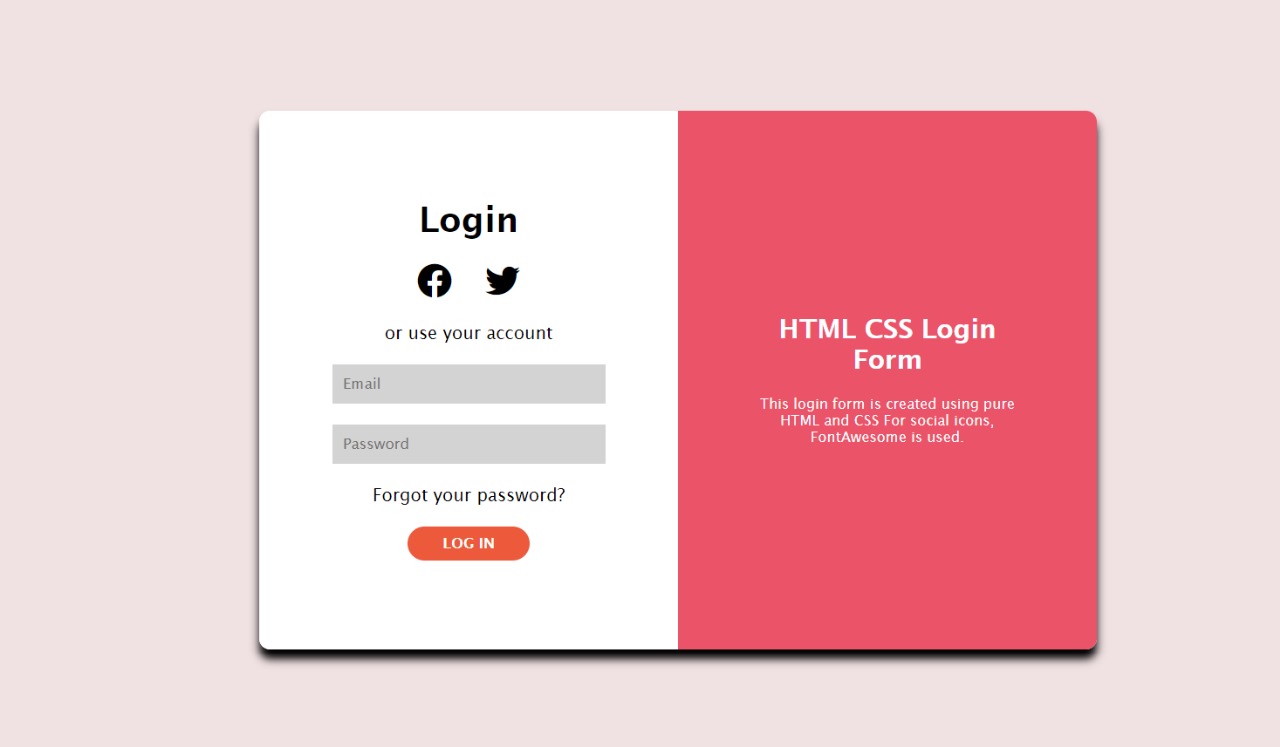 Login
or use your account
Email
Password
Forgot your password?
LOG IN
HTML CSS Login
Form
This login form is created using pure
HTML and CSS For social icons,
FontAwesome is used.